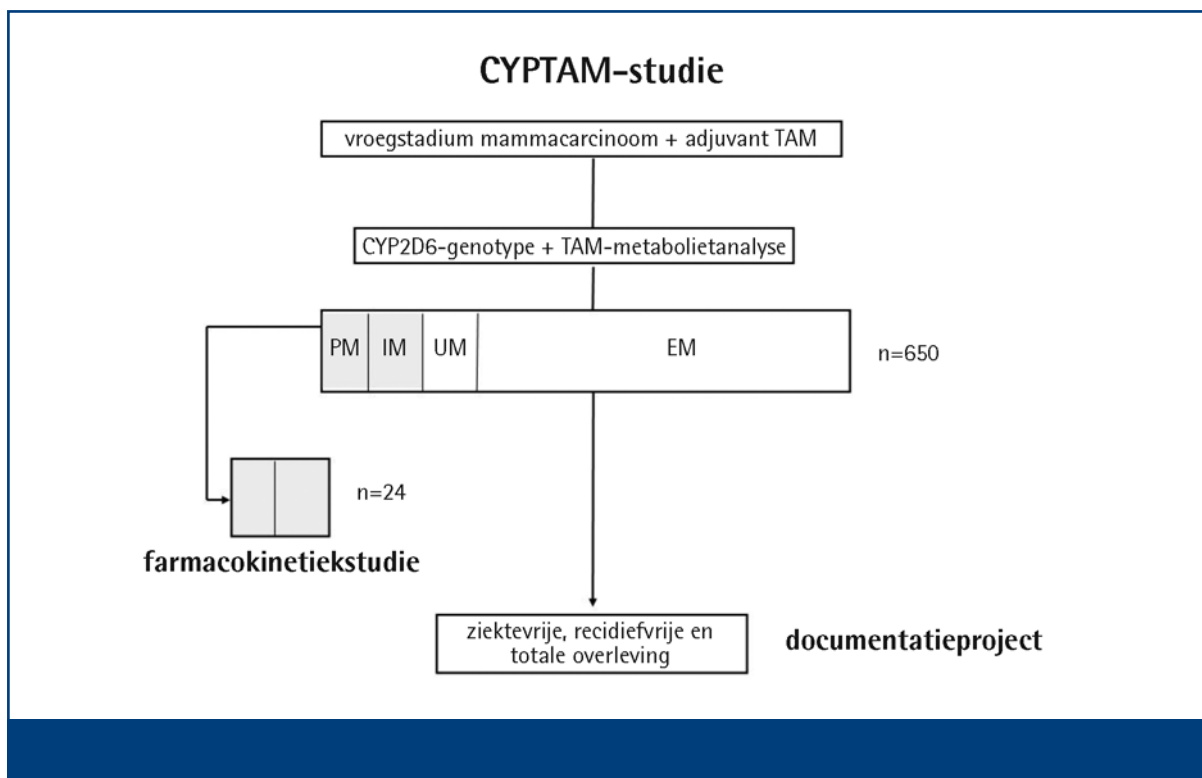 CYPTAM-studie
vroegstadium mammacarcinoom + adjuvant TAM
CYP2D6-genotype + TAM-metabolietanalyse
PM IM UM EM
n=650
n=24
farmacokinetiekstudie
ziektevrije, recidiefvrije en
totale overleving
documentatieproject